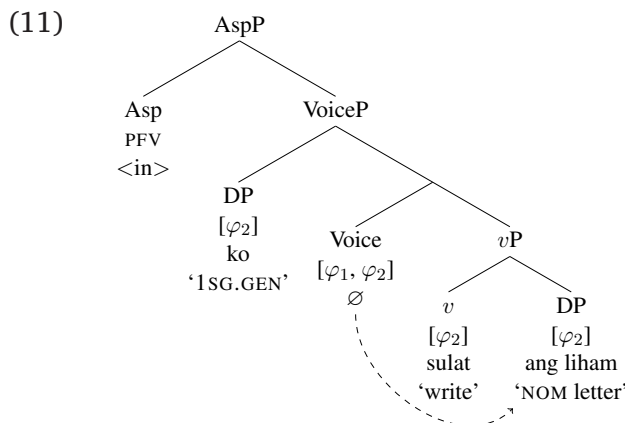 (11)
AspP
Asp VoiceP
PFV
<in>
DP
[φ₂] Voice vP
ko [φ₁, φ₂]
‘1SG.GEN’ ∅
v DP
[φ₂] [φ₂]
sulat ang liham
‘write’ ‘NOM letter’